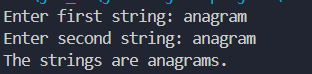 Enter first string: anagram
Enter second string: anagram
The strings are anagrams.